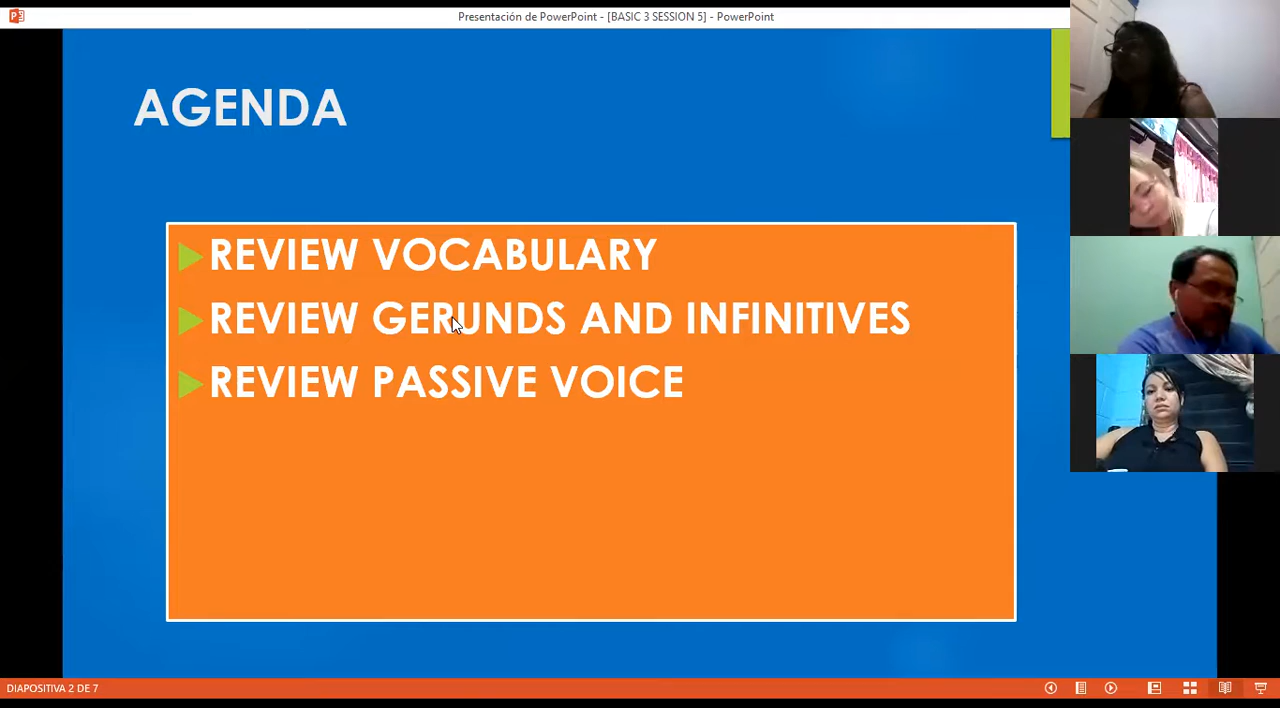 Presentación de PowerPoint - [BASIC 3 SESSION 5] - PowerPoint
AGENDA
REVIEW VOCABULARY
REVIEW GERUNDS AND INFINITIVES
REVIEW PASSIVE VOICE
DIAPOSITIVA 2 DE 7